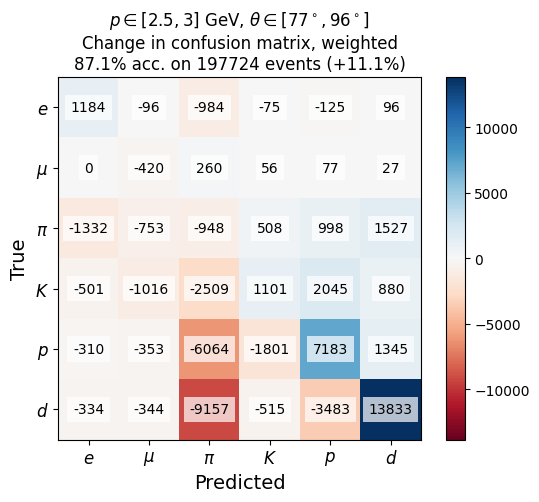 p ∈ [2.5, 3] GeV, θ ∈ [77°, 96°]
Change in confusion matrix, weighted
87.1% acc. on 197724 events (+11.1%)
e 1184 -96 -984 -75 -125 96
μ 0 -420 260 56 77 27
π -1332 -753 -948 508 998 1527
K -501 -1016 -2509 1101 2045 880
p -310 -353 -6064 -1801 7183 1345
d -334 -344 -9157 -515 -3483 13833
e μ π K p d
Predicted
True
10000
5000
0
−5000
−10000